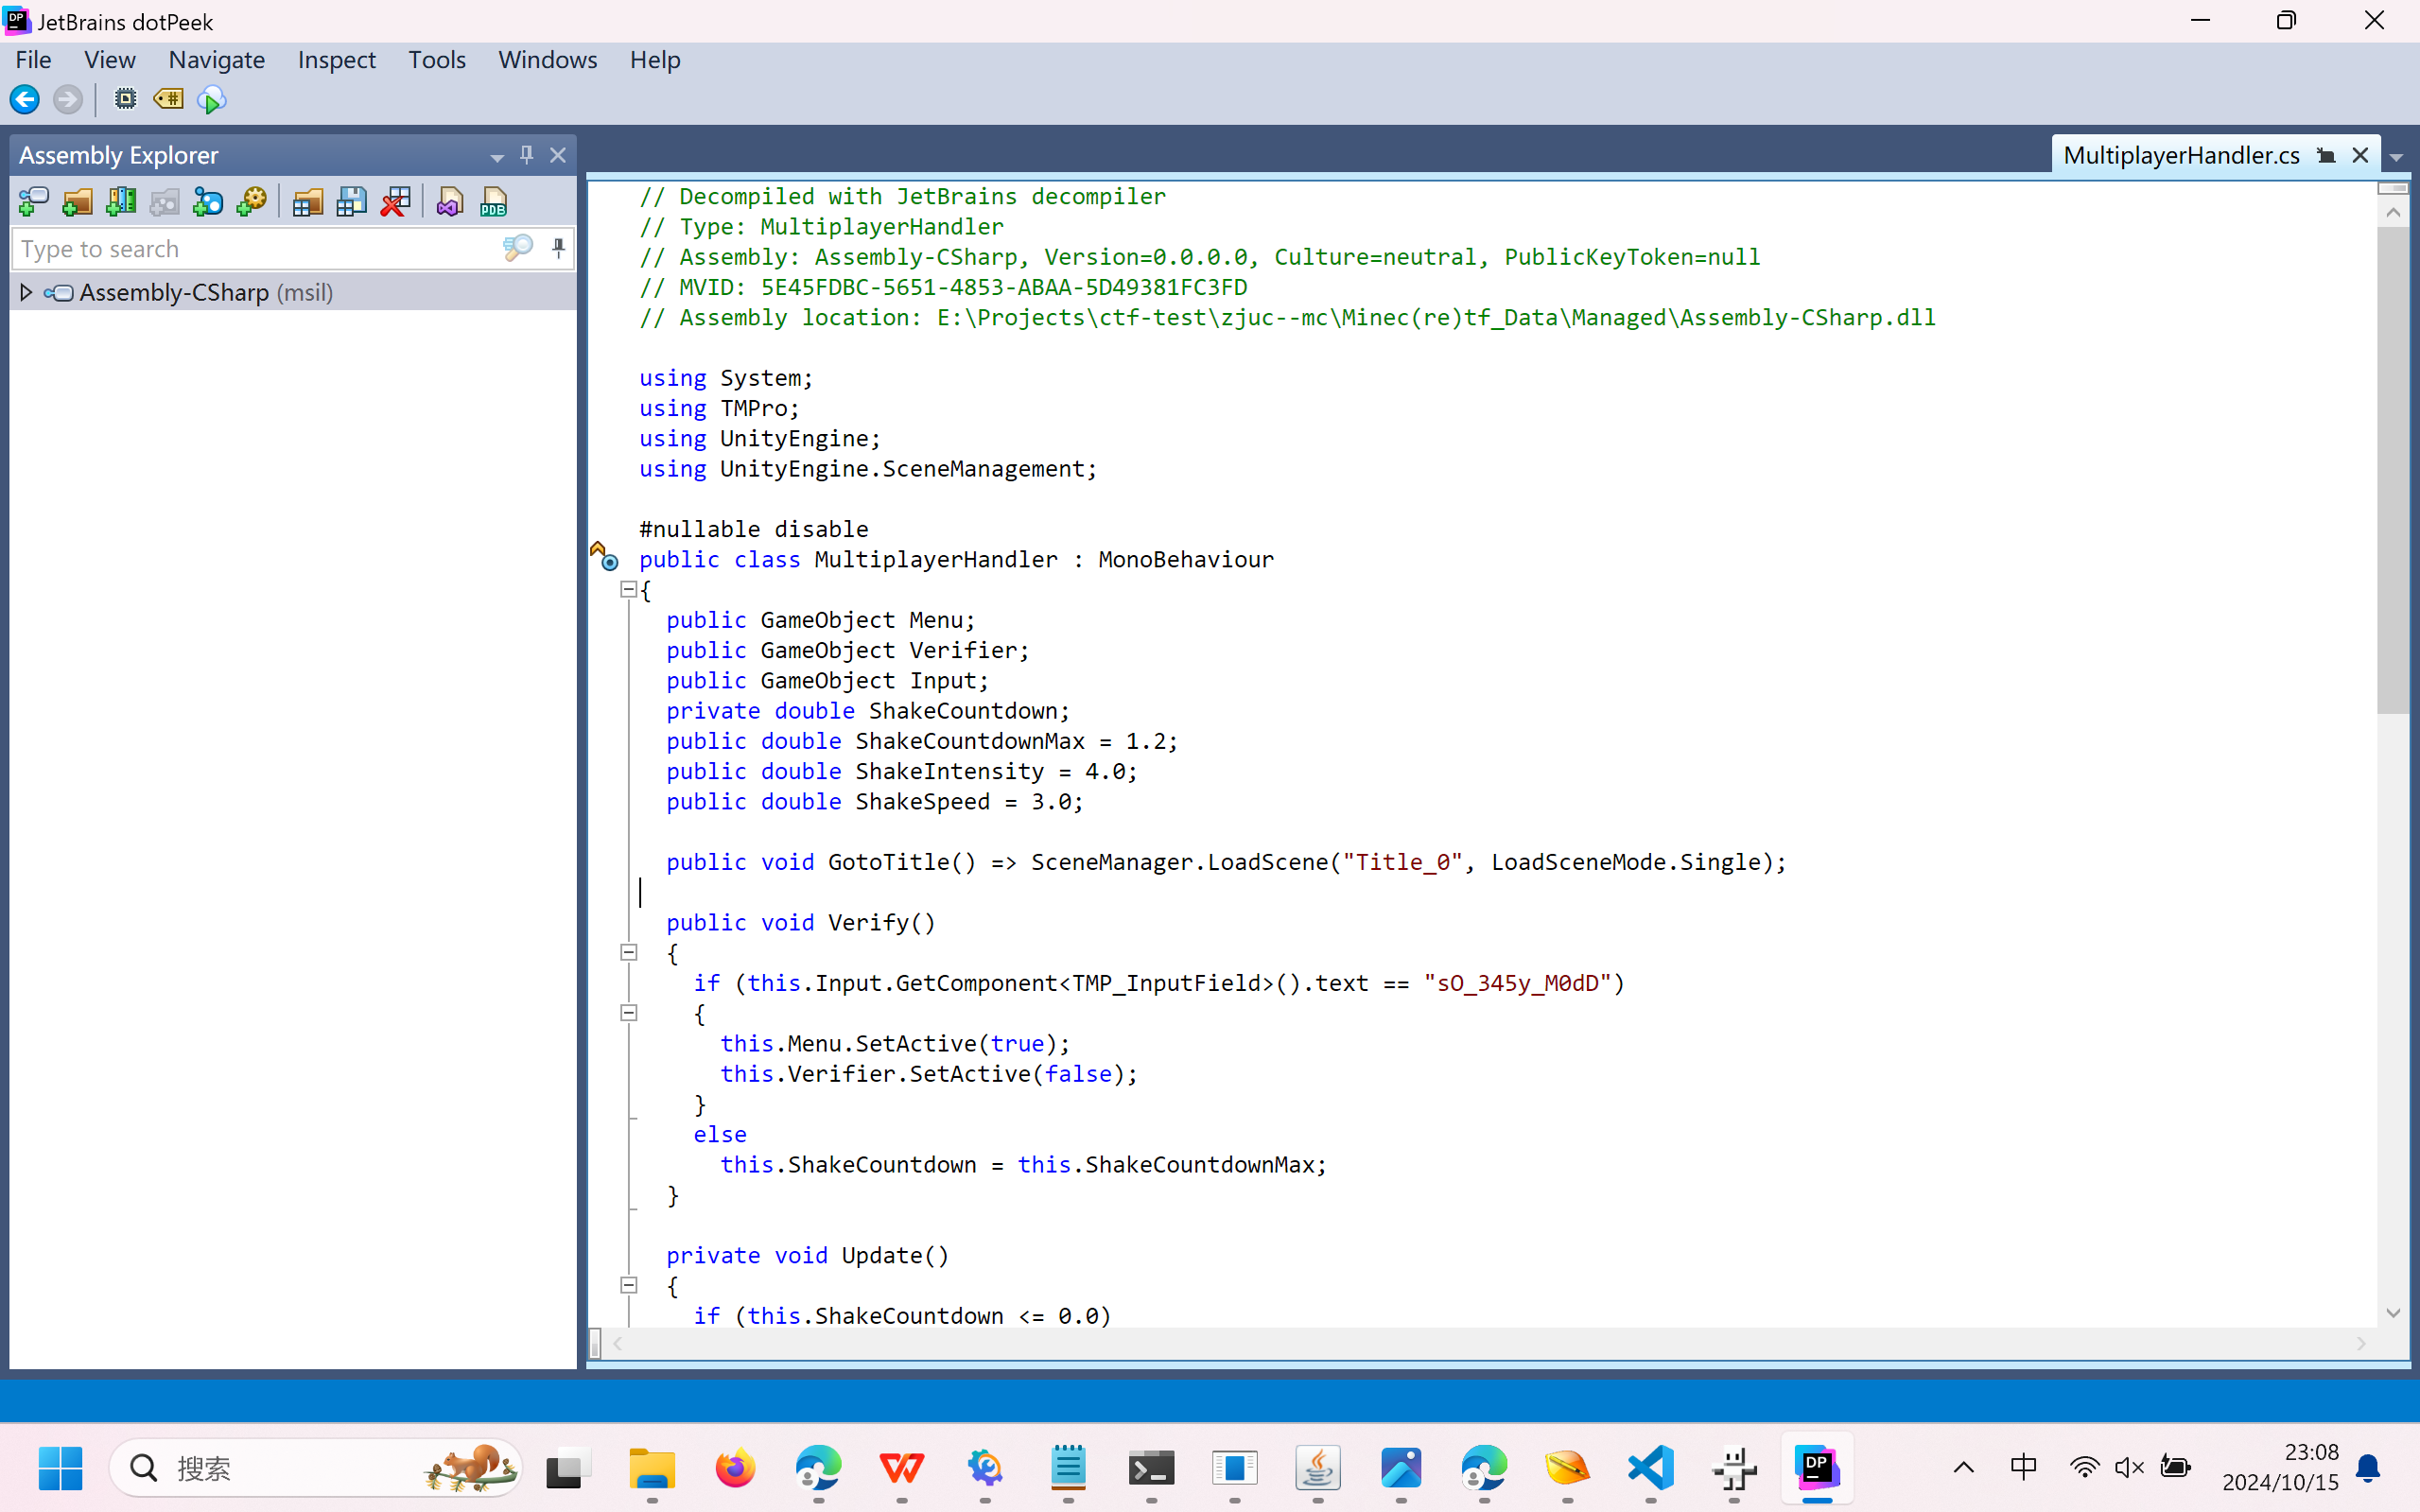 JetBrains dotPeek
File View Navigate Inspect Tools Windows Help
Assembly Explorer
MultiplayerHandler.cs
Type to search
Assembly-CSharp (msil)
// Decompiled with JetBrains decompiler
// Type: MultiplayerHandler
// Assembly: Assembly-CSharp, Version=0.0.0.0, Culture=neutral, PublicKeyToken=null
// MVID: 5E45FDBC-5651-4853-ABAA-5D49381FC3FD
// Assembly location: E:\Projects\ctf-test\zjuc--mc\Minec(re)tf_Data\Managed\Assembly-CSharp.dll
using System;
using TMPro;
using UnityEngine;
using UnityEngine.SceneManagement;
#nullable disable
public class MultiplayerHandler : MonoBehaviour
{
public GameObject Menu;
public GameObject Verifier;
public GameObject Input;
private double ShakeCountdown;
public double ShakeCountdownMax = 1.2;
public double ShakeIntensity = 4.0;
public double ShakeSpeed = 3.0;
public void GotoTitle() => SceneManager.LoadScene("Title_0", LoadSceneMode.Single);
public void Verify()
{
if (this.Input.GetComponent<TMP_InputField>().text == "sO_345y_M0dD")
{
this.Menu.SetActive(true);
this.Verifier.SetActive(false);
}
else
this.ShakeCountdown = this.ShakeCountdownMax;
}
private void Update()
{
if (this.ShakeCountdown <= 0.0)
搜索
中
23:08
2024/10/15